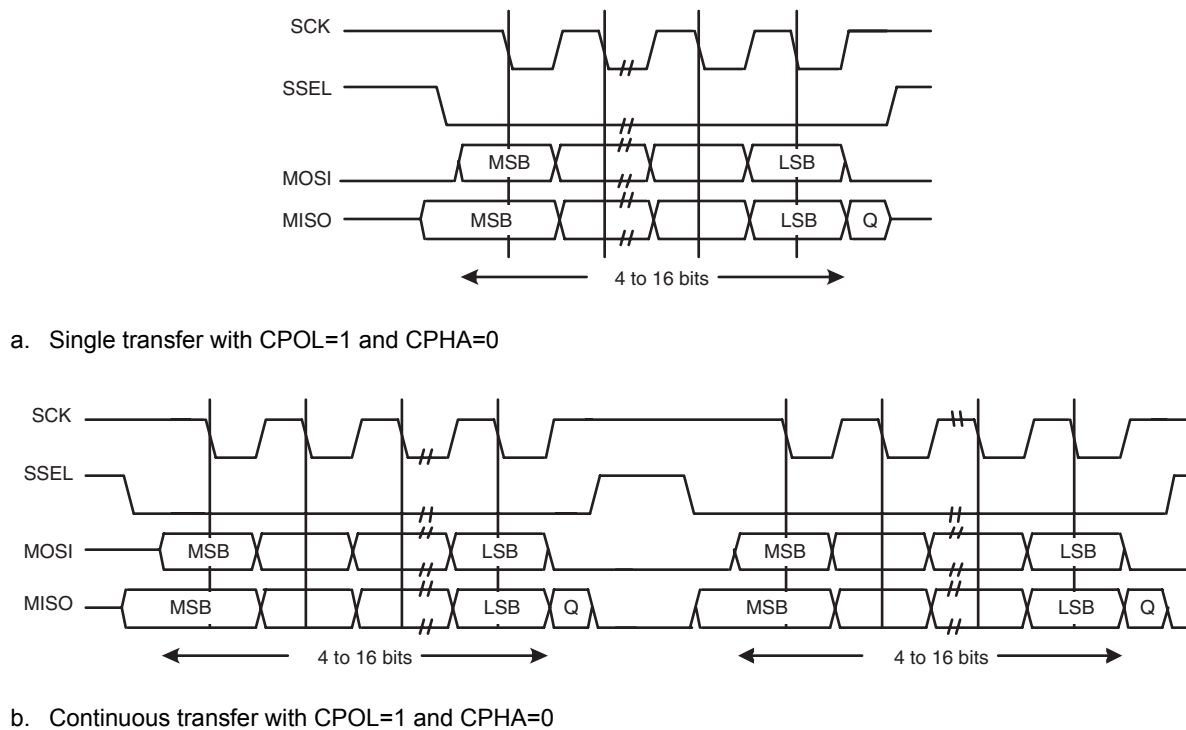 SCK
SSEL
MOSI MSB LSB
MISO MSB LSB Q
4 to 16 bits
a. Single transfer with CPOL=1 and CPHA=0
SCK
SSEL
MOSI MSB LSB MSB LSB
MISO MSB LSB Q MSB LSB Q
4 to 16 bits 4 to 16 bits
b. Continuous transfer with CPOL=1 and CPHA=0